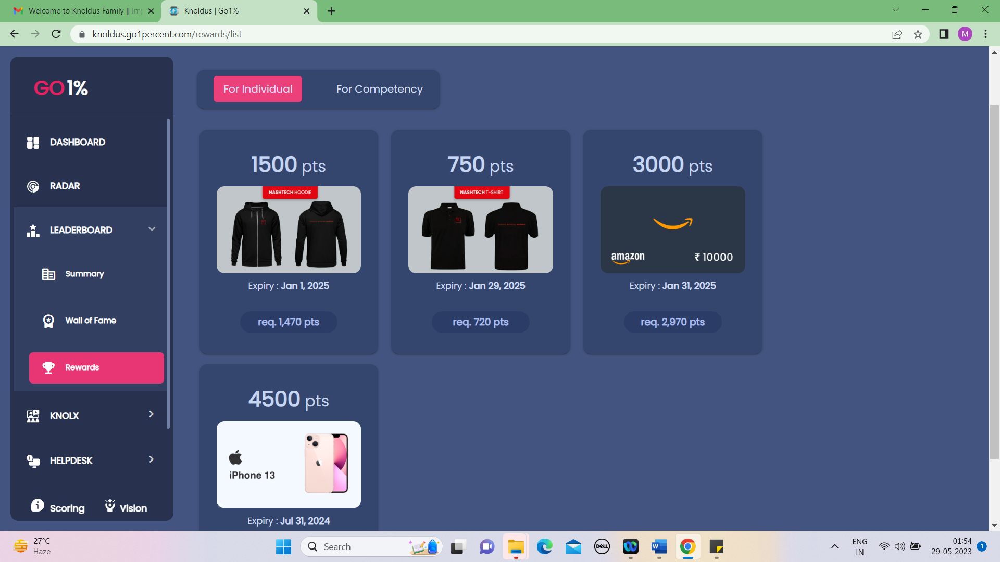 Welcome to Knoldus Family || Im
Knoldus | Go1%
knoldus.go1percent.com/rewards/list
M
GO1%
DASHBOARD
RADAR
LEADERBOARD
Summary
Wall of Fame
Rewards
KNOLX
HELPDESK
Scoring
Vision
For Individual
For Competency
1500 pts
NASHTECH HOODIE
Expiry : Jan 1, 2025
req. 1,470 pts
750 pts
NASHTECH T-SHIRT
Expiry : Jan 29, 2025
req. 720 pts
3000 pts
amazon
₹ 10000
Expiry : Jan 31, 2025
req. 2,970 pts
4500 pts
iPhone 13
Expiry : Jul 31, 2024
27°C
Haze
Search
DELL
W
ENG
IN
01:54
29-05-2023
1